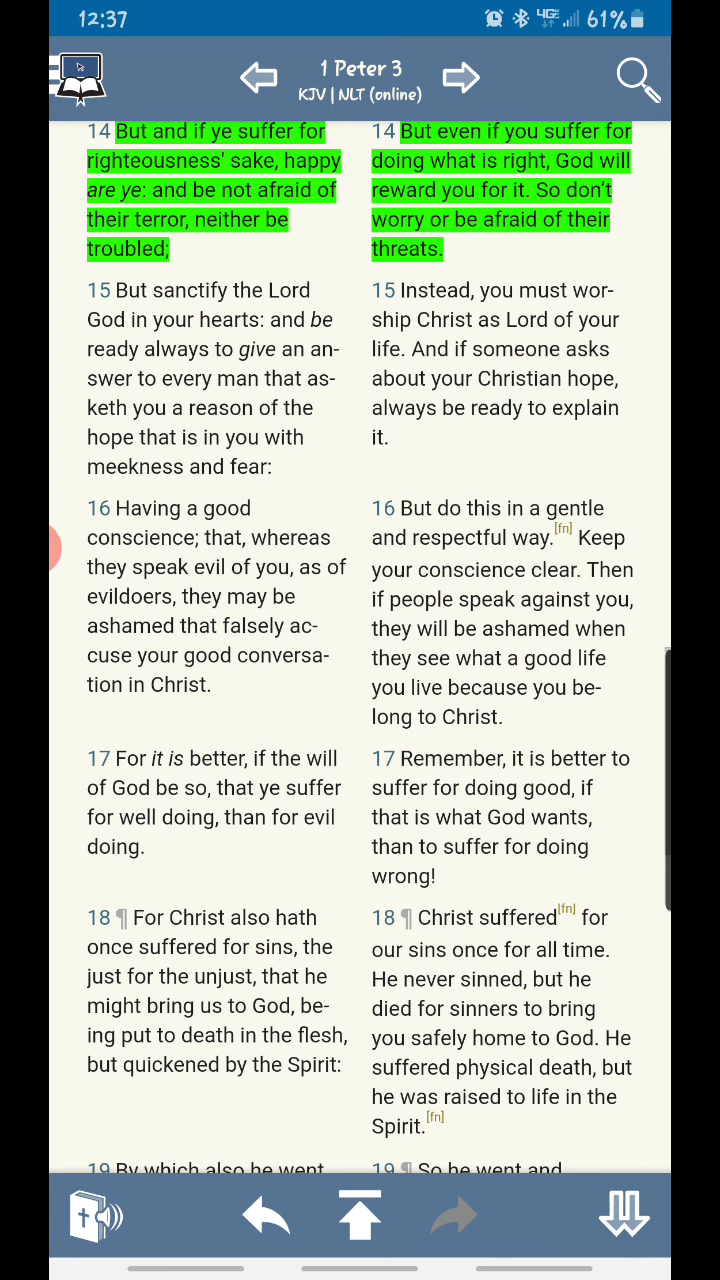 12:37
4GE 61%
1 Peter 3
KJV | NLT (online)
14 But and if ye suffer for
righteousness' sake, happy
are ye: and be not afraid of
their terror, neither be
troubled;
15 But sanctify the Lord
God in your hearts: and be
ready always to give an an-
swer to every man that as-
keth you a reason of the
hope that is in you with
meekness and fear:
16 Having a good
conscience; that, whereas
they speak evil of you, as of
evildoers, they may be
ashamed that falsely ac-
cuse your good conversa-
tion in Christ.
17 For it is better, if the will
of God be so, that ye suffer
for well doing, than for evil
doing.
18 ¶ For Christ also hath
once suffered for sins, the
just for the unjust, that he
might bring us to God, be-
ing put to death in the flesh,
but quickened by the Spirit:
19 By which also he went
14 But even if you suffer for
doing what is right, God will
reward you for it. So don't
worry or be afraid of their
threats.
15 Instead, you must wor-
ship Christ as Lord of your
life. And if someone asks
about your Christian hope,
always be ready to explain
it.
16 But do this in a gentle
and respectful way.[fn] Keep
your conscience clear. Then
if people speak against you,
they will be ashamed when
they see what a good life
you live because you be-
long to Christ.
17 Remember, it is better to
suffer for doing good, if
that is what God wants,
than to suffer for doing
wrong!
18 ¶ Christ suffered[fn] for
our sins once for all time.
He never sinned, but he
died for sinners to bring
you safely home to God. He
suffered physical death, but
he was raised to life in the
Spirit.[fn]
19 ¶ So he went and